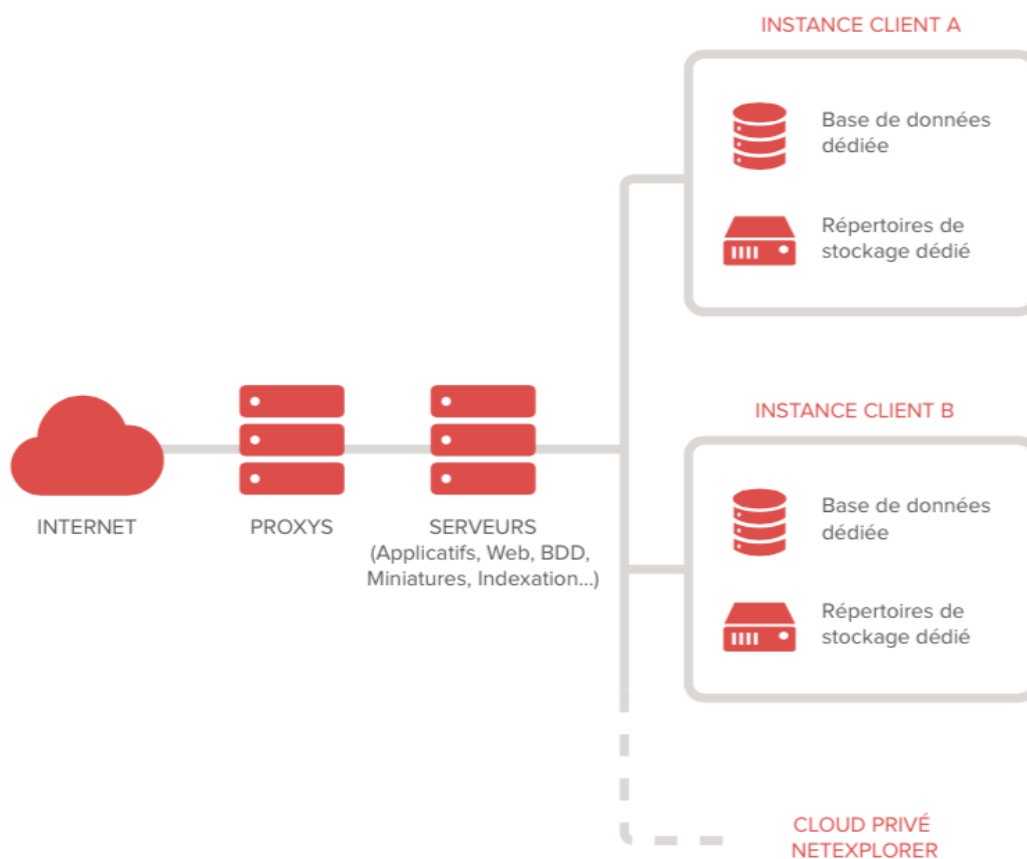 INSTANCE CLIENT A
Base de données
dédiée
Répertoires de
stockage dédié
INTERNET
PROXYS
SERVEURS
(Applicatifs, Web, BDD,
Miniatures, Indexation...)
INSTANCE CLIENT B
Base de données
dédiée
Répertoires de
stockage dédié
CLOUD PRIVÉ
NETEXPLORER